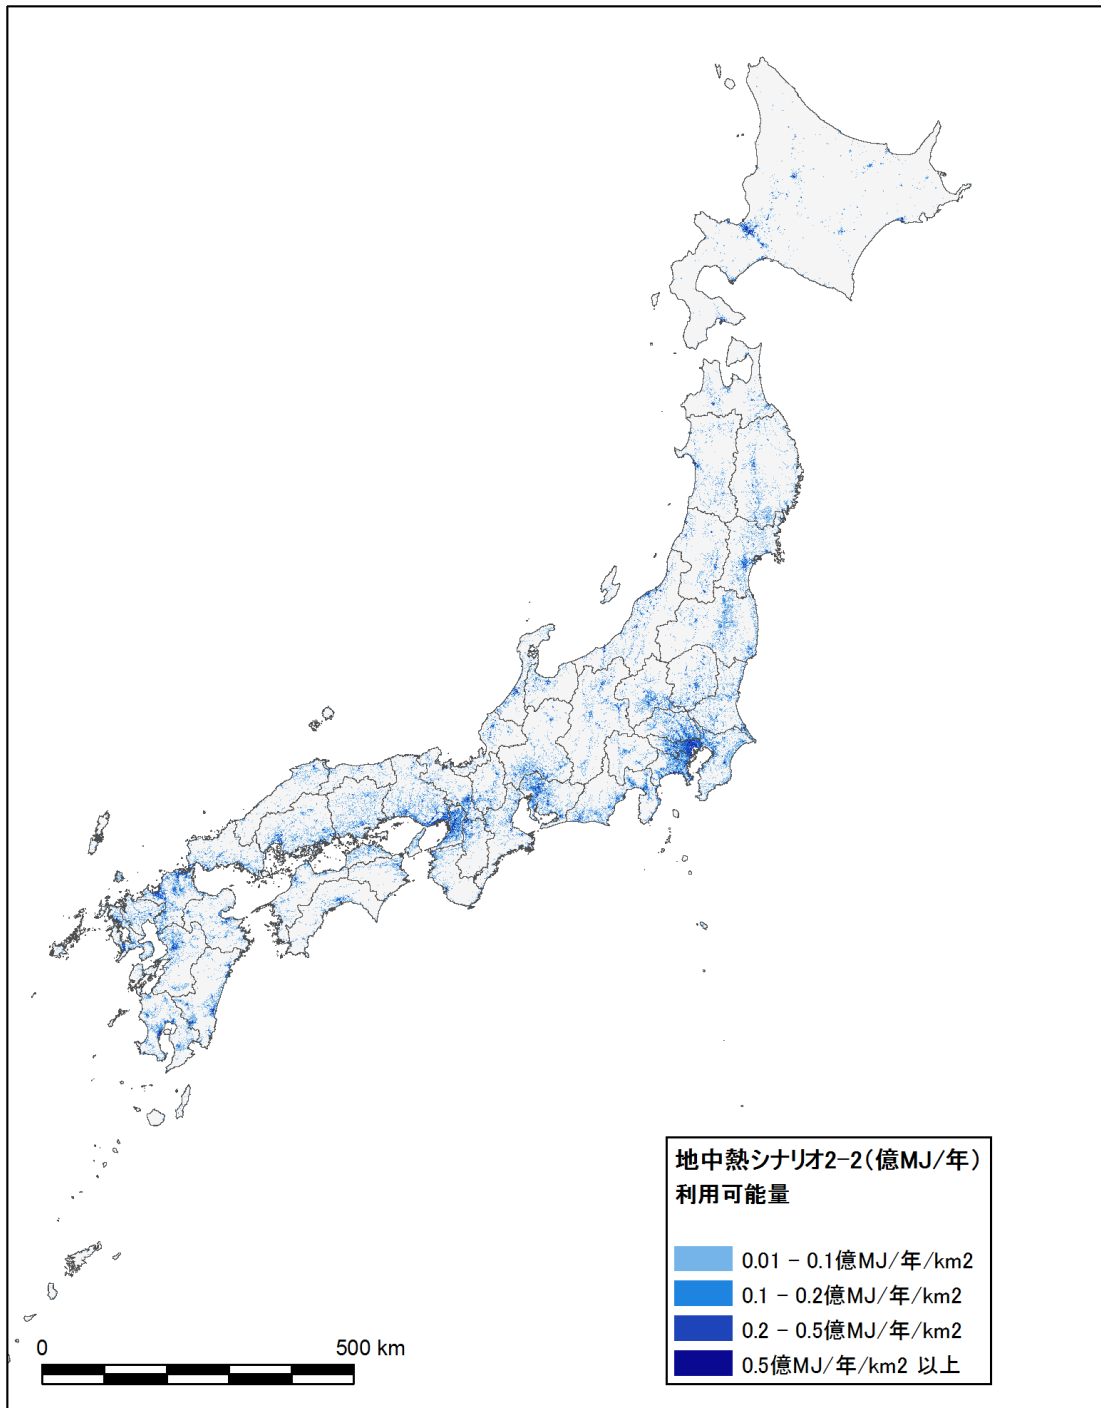 地中熱シナリオ2-2(億MJ/年)
利用可能量
0.01 - 0.1億MJ/年/km2
0.1 - 0.2億MJ/年/km2
0.2 - 0.5億MJ/年/km2
0.5億MJ/年/km2 以上
0 500 km